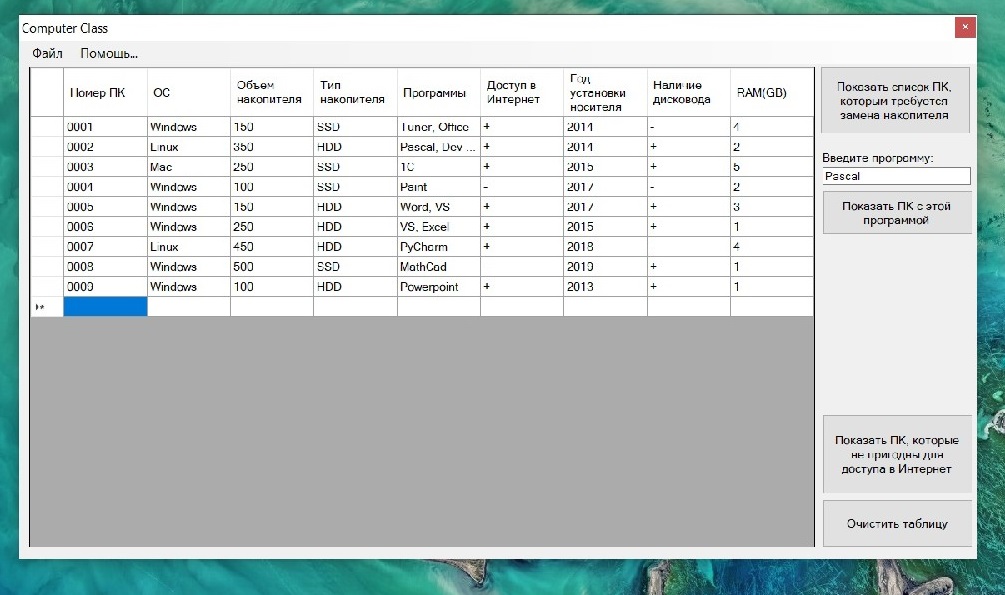 Computer Class
Файл Помощь...
Номер ПК ОС Объем накопителя Тип накопителя Программы Доступ в Интернет Год установки носителя Наличие дисковода RAM(GB)
0001 Windows 150 SSD Tuner, Office + 2014 - 4
0002 Linux 350 HDD Pascal, Dev ... + 2014 + 2
0003 Mac 250 SSD 1C + 2015 + 5
0004 Windows 100 SSD Paint - 2017 - 2
0005 Windows 150 HDD Word, VS + 2017 + 3
0006 Windows 250 HDD VS, Excel + 2015 + 1
0007 Linux 450 HDD PyCharm + 2018 4
0008 Windows 500 SSD MathCad 2019 + 1
0009 Windows 100 HDD Powerpoint + 2013 + 1
Показать список ПК,
которым требуется
замена накопителя
Введите программу:
Pascal
Показать ПК с этой
программой
Показать ПК, которые
не пригодны для
доступа в Интернет
Очистить таблицу